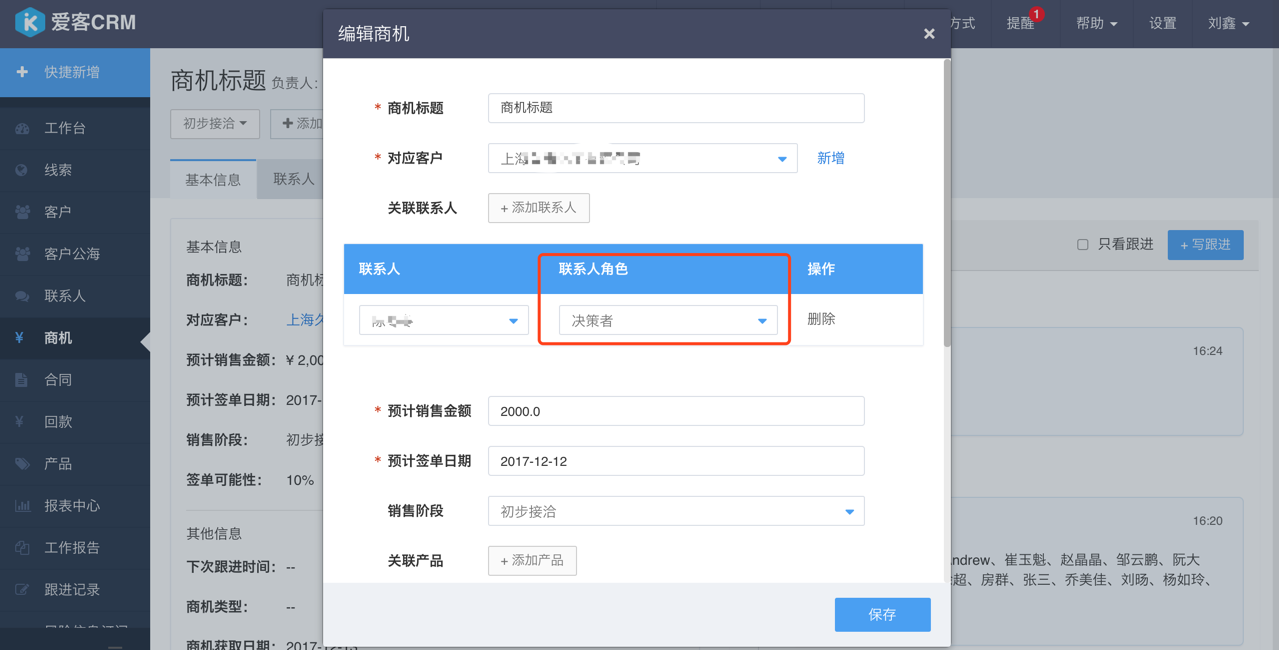 爱客CRM
方式
提醒
1
帮助
设置
刘鑫
快捷新增
工作台
线索
客户
客户公海
联系人
商机
合同
回款
产品
报表中心
工作报告
跟进记录
商机标题 负责人:
初步接洽
添加
基本信息
联系人
基本信息
商机标题:
商机标
对应客户:
上海久
预计销售金额:
¥ 2,00
预计签单日期:
2017-
销售阶段:
初步接
签单可能性:
10%
其他信息
下次跟进时间:
--
商机类型:
--
商机获取日期:
2017-12-13
编辑商机
×
* 商机标题
商机标题
* 对应客户
上海
新增
关联联系人
+ 添加联系人
联系人
联系人角色
操作
决策者
删除
* 预计销售金额
2000.0
* 预计签单日期
2017-12-12
销售阶段
初步接洽
关联产品
+ 添加产品
保存
只看跟进
+ 写跟进
16:24
16:20
ndrew、崔玉魁、赵晶晶、邹云鹏、阮大
超、房群、张三、乔美佳、刘旸、杨如玲、